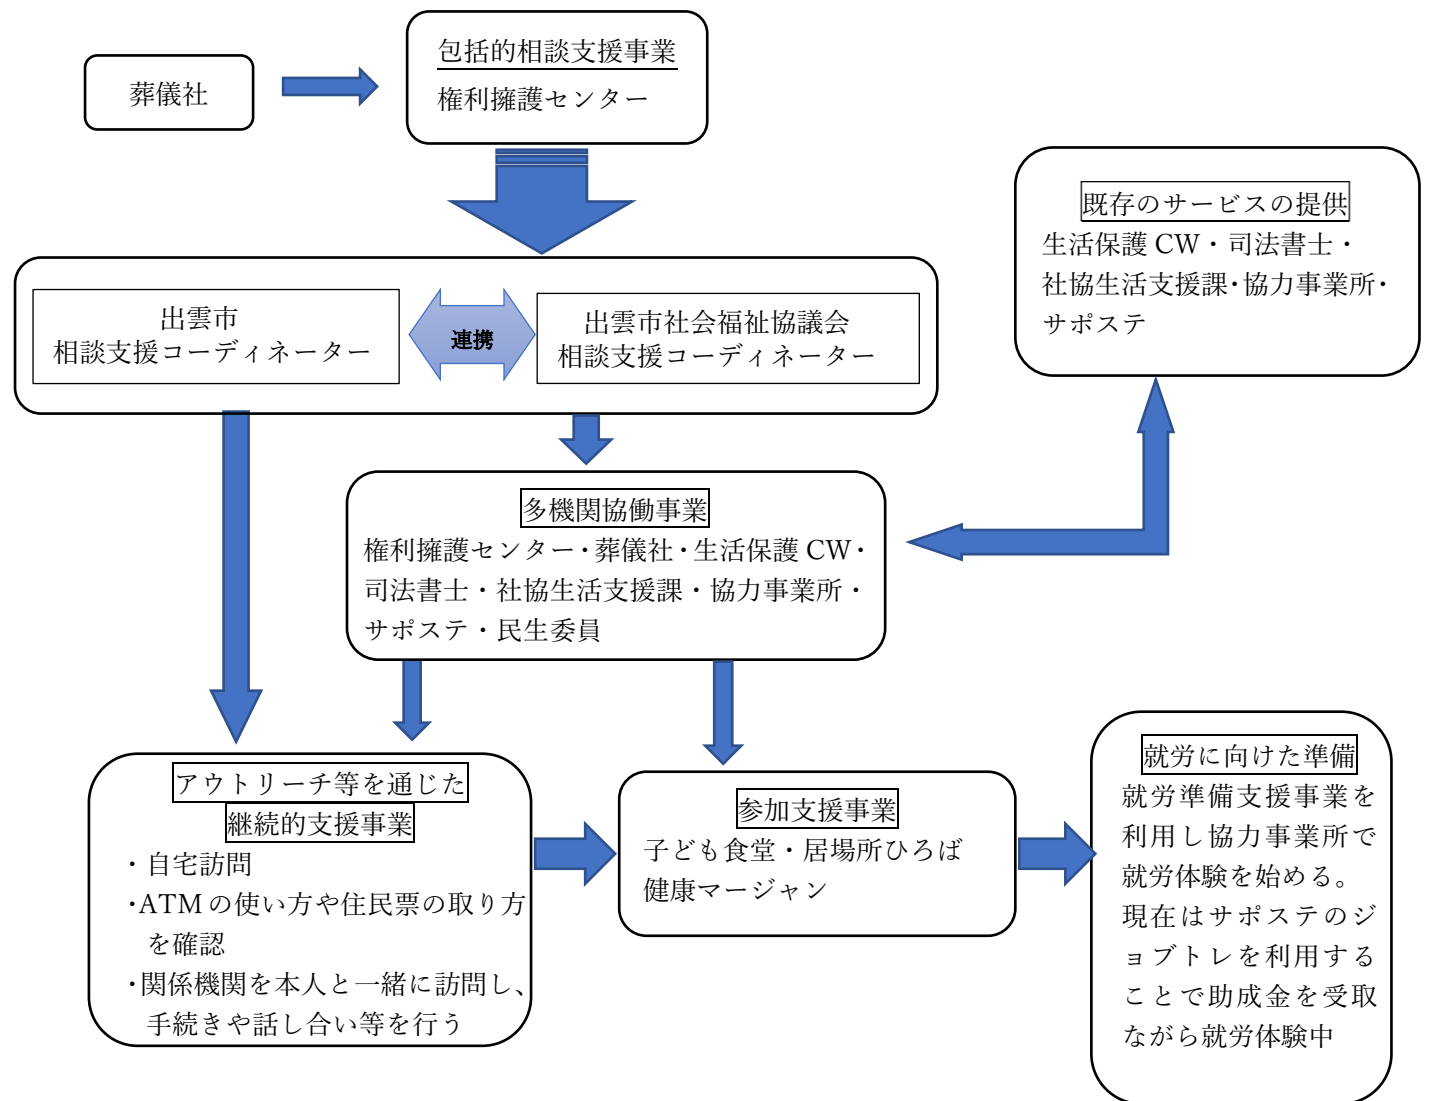 葬儀社
包括的相談支援事業
権利擁護センター
既存のサービスの提供
生活保護 CW・司法書士・
社協生活支援課・協力事業所・
サポステ
出雲市
相談支援コーディネーター
連携
出雲市社会福祉協議会
相談支援コーディネーター
多機関協働事業
権利擁護センター・葬儀社・生活保護 CW・
司法書士・社協生活支援課・協力事業所・
サポステ・民生委員
アウトリーチ等を通じた
継続的支援事業
・自宅訪問
・ATM の使い方や住民票の取り方
を確認
・関係機関を本人と一緒に訪問し、
手続きや話し合い等を行う
参加支援事業
子ども食堂・居場所ひろば
健康マージャン
就労に向けた準備
就労準備支援事業を
利用し協力事業所で
就労体験を始める。
現在はサポステのジ
ョブトレを利用する
ことで助成金を受取
ながら就労体験中